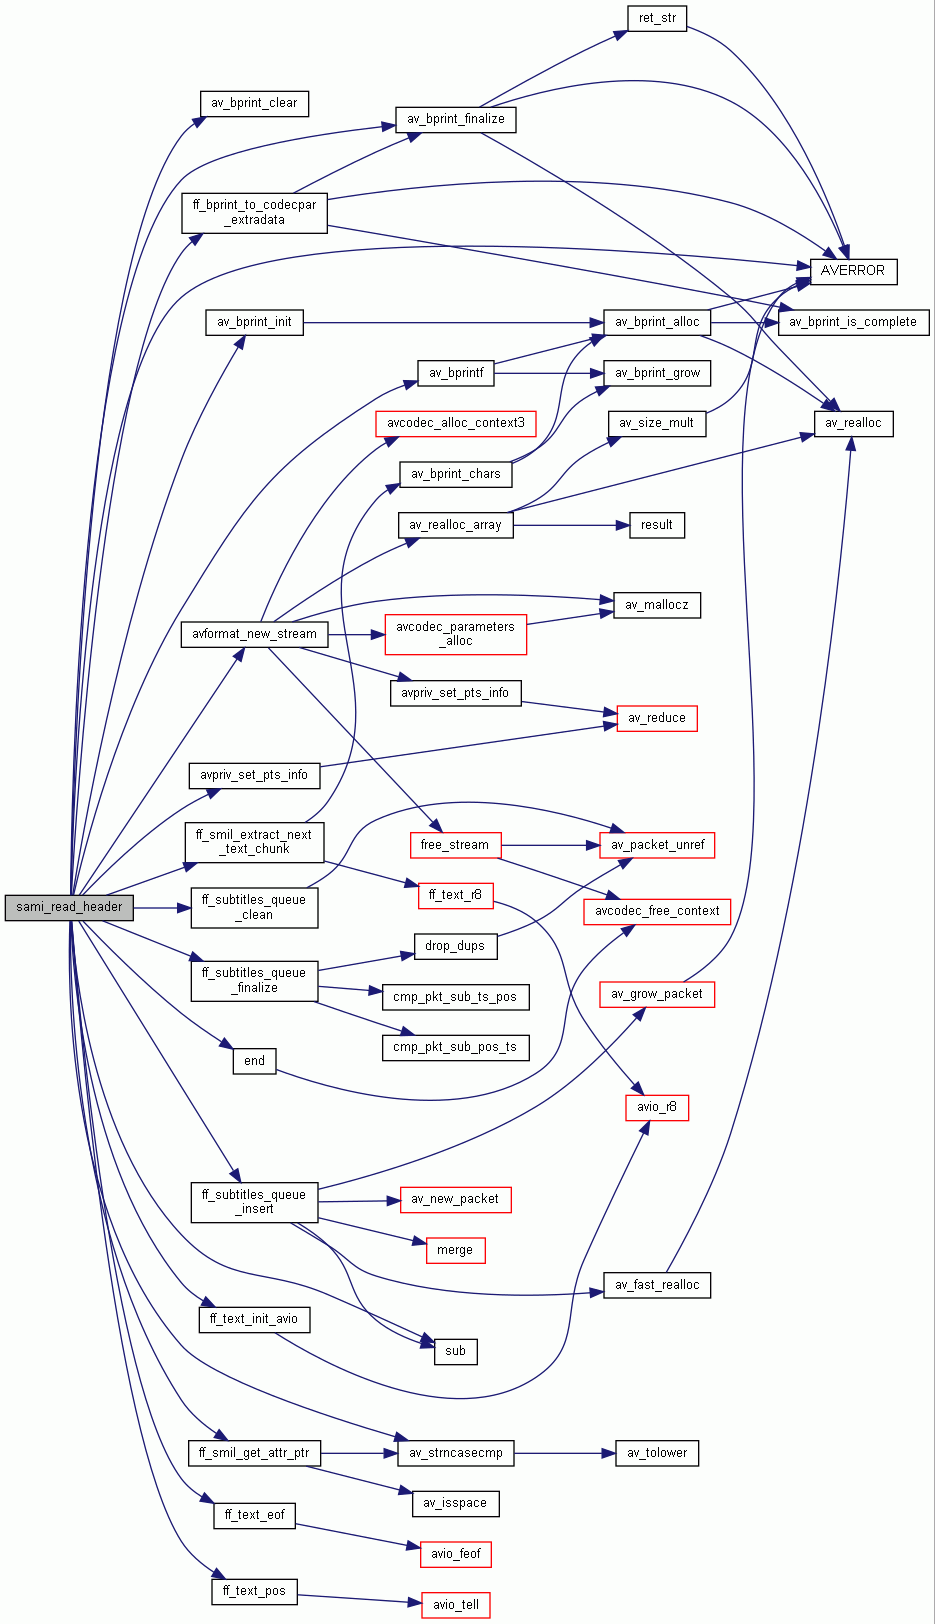 ret_str
av_bprint_clear
av_bprint_finalize
ff_bprint_to_codecpar
_extradata
AVERROR
av_bprint_init
av_bprint_alloc
av_bprint_is_complete
av_bprintf
av_bprint_grow
avcodec_alloc_context3
av_size_mult
av_realloc
av_bprint_chars
av_realloc_array
result
av_mallocz
avformat_new_stream
avcodec_parameters
_alloc
avpriv_set_pts_info
av_reduce
avpriv_set_pts_info
ff_smil_extract_next
_text_chunk
free_stream
av_packet_unref
ff_text_r8
sami_read_header
ff_subtitles_queue
_clean
avcodec_free_context
drop_dups
ff_subtitles_queue
_finalize
cmp_pkt_sub_ts_pos
av_grow_packet
cmp_pkt_sub_pos_ts
end
avio_r8
ff_subtitles_queue
_insert
av_new_packet
merge
av_fast_realloc
ff_text_init_avio
sub
ff_smil_get_attr_ptr
av_strncasecmp
av_tolower
av_isspace
ff_text_eof
avio_feof
ff_text_pos
avio_tell